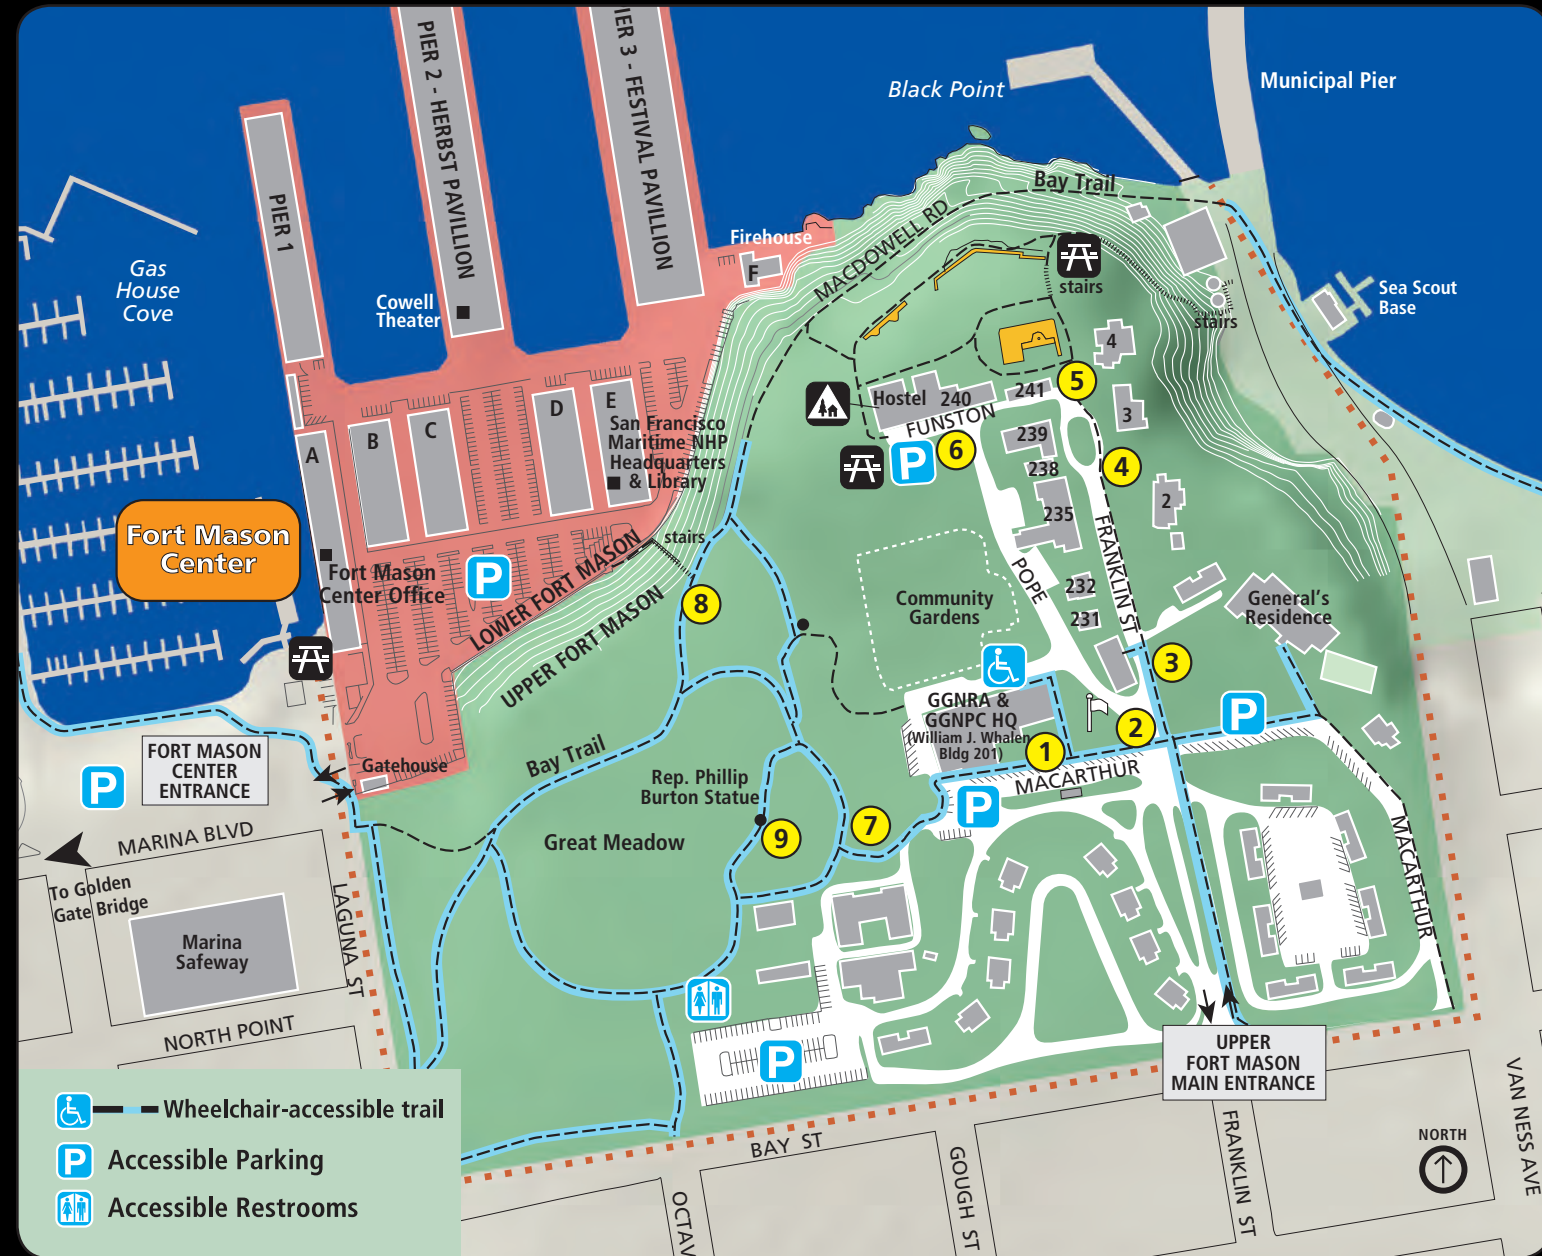 PIER 1
PIER 2 - HERBST PAVILLION
PIER 3 - FESTIVAL PAVILLION
Black Point
Municipal Pier
Bay Trail
Gas
House
Cove
Firehouse
F
MACDOWELL RD
stairs
Sea Scout
Base
stairs
Cowell
Theater
4
5
3
Hostel
240
241
FUNSTON
6
P
239
238
235
4
2
A
B
C
D
E
San Francisco
Maritime NHP
Headquarters
& Library
Fort Mason
Center
Fort Mason
Center Office
P
stairs
LOWER FORT MASON
UPPER FORT MASON
8
Community
Gardens
POPE
FRANKLIN ST
232
231
General's
Residence
3
GGNRA &
GGNPC HQ
(William J. Whalen
Bldg 201)
1
2
P
MACARTHUR
P
FORT MASON
CENTER
ENTRANCE
P
Gatehouse
Bay Trail
Rep. Phillip
Burton Statue
Great Meadow
9
7
MACARTHUR
MARINA BLVD
To Golden
Gate Bridge
LAGUNA ST
Marina
Safeway
NORTH POINT
P
UPPER
FORT MASON
MAIN ENTRANCE
BAY ST
OCTAV
GOUGH ST
FRANKLIN ST
VAN NESS AVE
NORTH
Wheelchair-accessible trail
P
Accessible Parking
Accessible Restrooms